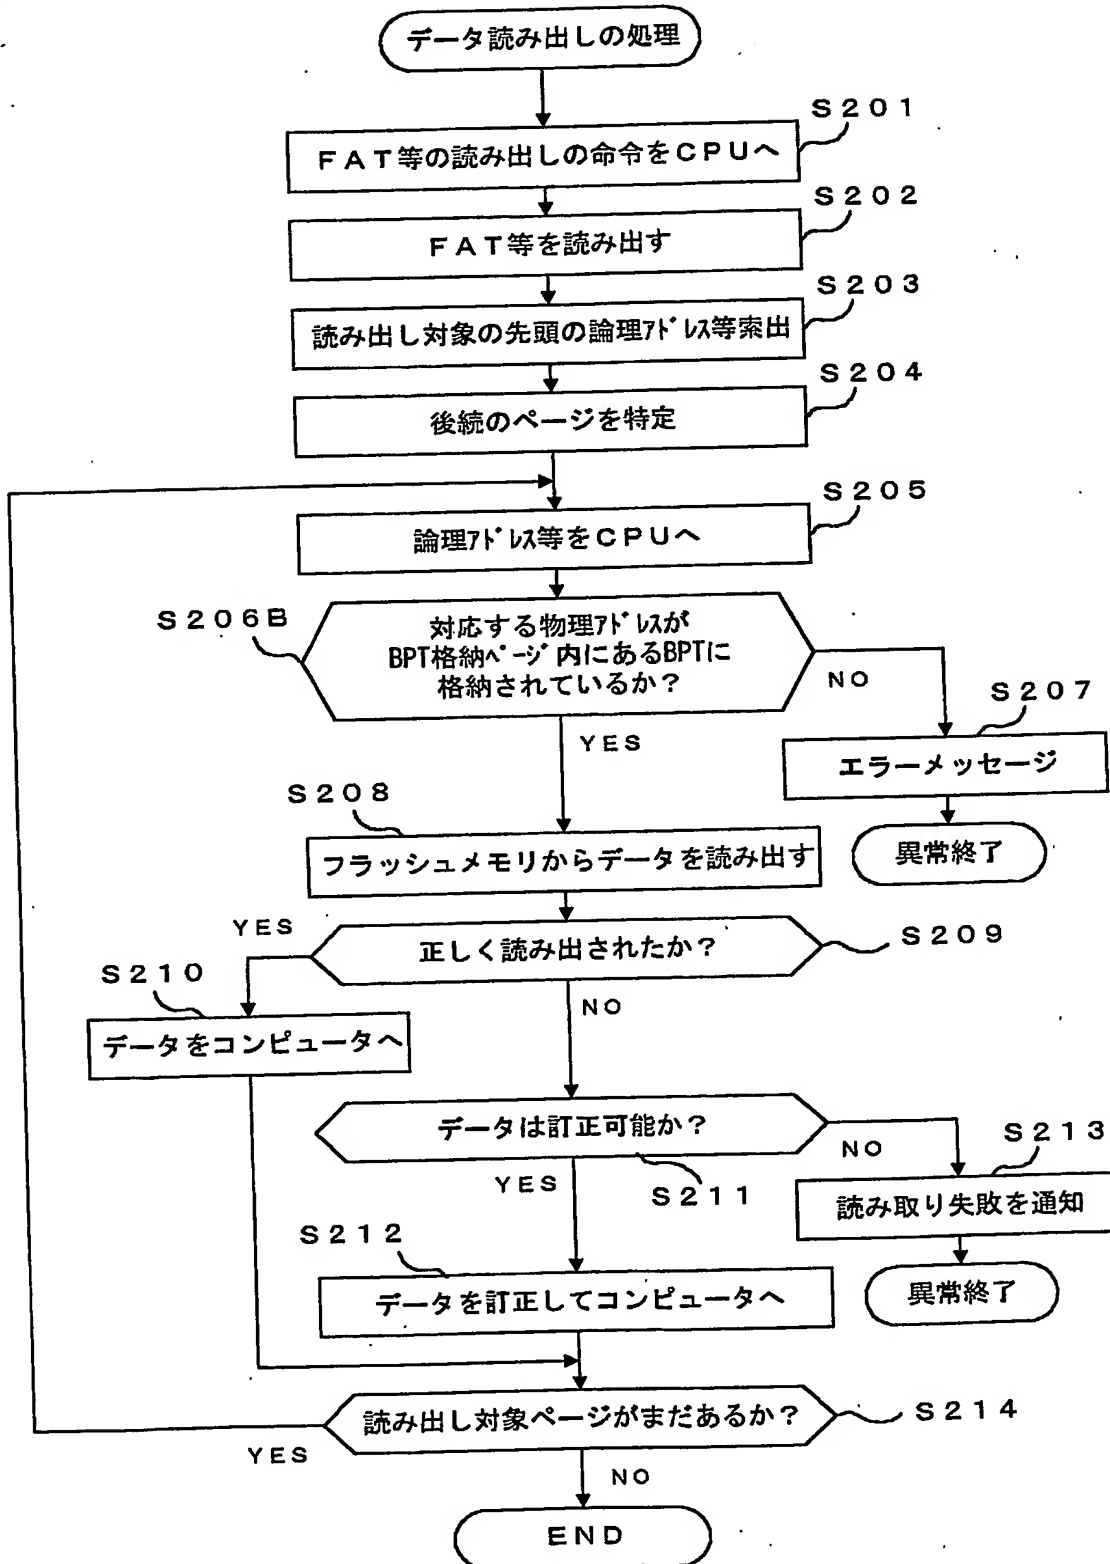 データ読み出しの処理
S201
FAT等の読み出しの命令をCPUへ
S202
FAT等を読み出す
S203
読み出し対象の先頭の論理ｱﾄﾞﾚｽ等索出
S204
後続のページを特定
S205
論理ｱﾄﾞﾚｽ等をCPUへ
S206B
対応する物理ｱﾄﾞﾚｽが
BPT格納ﾍﾟｰｼﾞ内にあるBPTに
格納されているか？
NO
S207
YES
エラーメッセージ
S208
異常終了
フラッシュメモリからデータを読み出す
YES
正しく読み出されたか？
S209
S210
NO
データをコンピュータへ
データは訂正可能か？
NO
S213
YES
S211
読み取り失敗を通知
S212
異常終了
データを訂正してコンピュータへ
読み出し対象ページがまだあるか？
S214
YES
NO
END